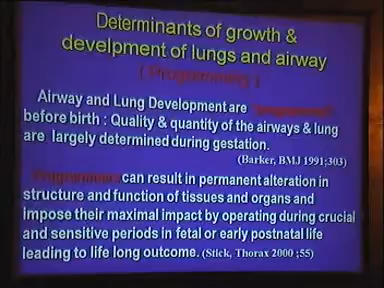 Determinants of growth &
develpment of lungs and airway
( Programming )
Airway and Lung Development are "programmed"
before birth : Quality & quantity of the airways & lung
are largely determined during gestation.
(Barker, BMJ 1991;303)
can result in permanent alteration in
structure and function of tissues and organs and
impose their maximal impact by operating during crucial
and sensitive periods in fetal or early postnatal life
leading to life long outcome. (Stick, Thorax 2000 ;55)